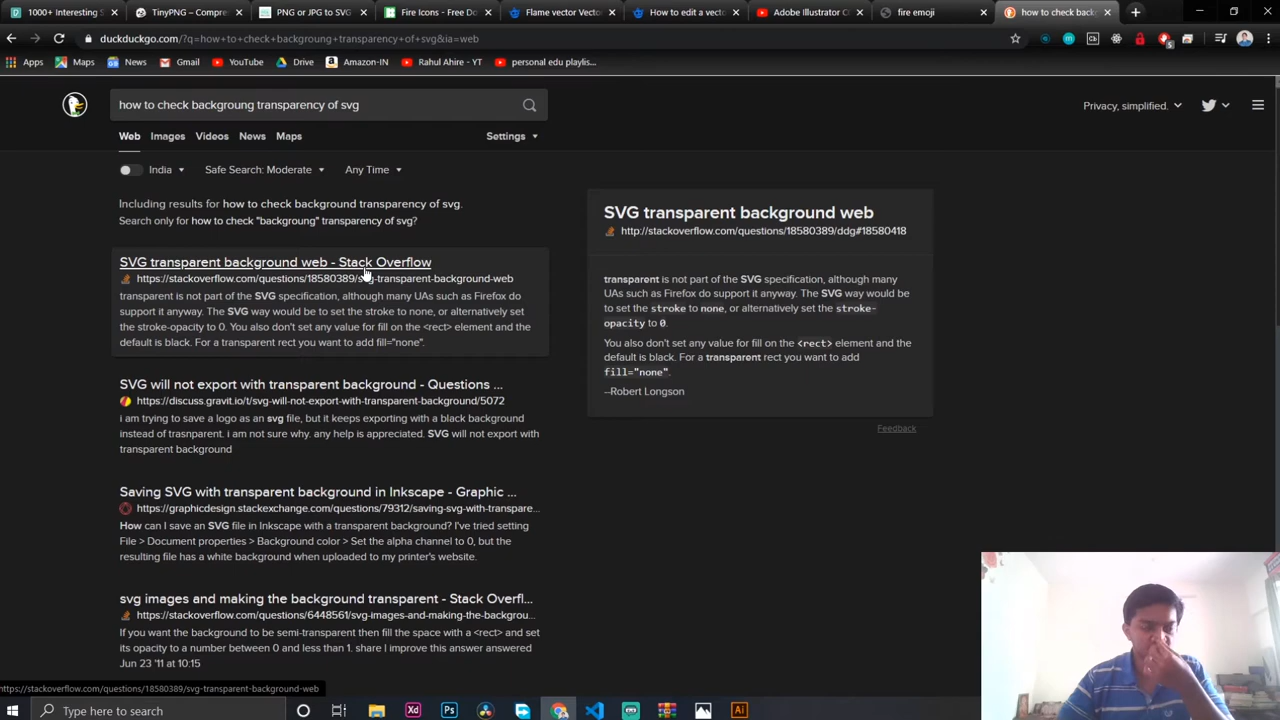 1000+ Interesting S
TinyPNG – Compre
PNG or JPG to SVG
Fire Icons - Free Do
Flame vector Vector
How to edit a vecto
Adobe Illustrator C
fire emoji
how to check back
duckduckgo.com/?q=how+to+check+backgroung+transparency+of+svg&ia=web
Apps
Maps
News
Gmail
YouTube
Drive
Amazon-IN
Rahul Ahire - YT
personal edu playlis...
how to check backgroung transparency of svg
Privacy, simplified.
Web
Images
Videos
News
Maps
Settings
India
Safe Search: Moderate
Any Time
Including results for how to check background transparency of svg.
Search only for how to check "backgroung" transparency of svg?
SVG transparent background web - Stack Overflow
https://stackoverflow.com/questions/18580389/svg-transparent-background-web
transparent is not part of the SVG specification, although many UAs such as Firefox do
support it anyway. The SVG way would be to set the stroke to none, or alternatively set
the stroke-opacity to 0. You also don't set any value for fill on the <rect> element and the
default is black. For a transparent rect you want to add fill="none".
SVG will not export with transparent background - Questions ...
https://discuss.gravit.io/t/svg-will-not-export-with-transparent-background/5072
i am trying to save a logo as an svg file, but it keeps exporting with a black background
instead of trasnparent. i am not sure why. any help is appreciated. SVG will not export with
transparent background
Saving SVG with transparent background in Inkscape - Graphic ...
https://graphicdesign.stackexchange.com/questions/79312/saving-svg-with-transpare...
How can I save an SVG file in Inkscape with a transparent background? I've tried setting
File > Document properties > Background color > Set the alpha channel to 0, but the
resulting file has a white background when uploaded to my printer's website.
svg images and making the background transparent - Stack Overfl...
https://stackoverflow.com/questions/6448561/svg-images-and-making-the-backgrou...
If you want the background to be semi-transparent then fill the space with a <rect> and set
its opacity to a number between 0 and less than 1. share I improve this answer answered
Jun 23 '11 at 10:15
SVG transparent background web
http://stackoverflow.com/questions/18580389/ddg#18580418
transparent is not part of the SVG specification, although many
UAs such as Firefox do support it anyway. The SVG way would be
to set the stroke to none, or alternatively set the stroke-
opacity to 0.
You also don't set any value for fill on the <rect> element and the
default is black. For a transparent rect you want to add
fill="none".
--Robert Longson
Feedback
https://stackoverflow.com/questions/18580389/svg-transparent-background-web
Type here to search
Xd
Ps
Ai